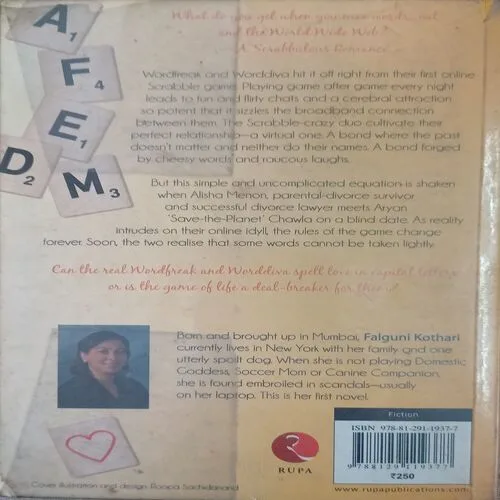 What do you get when you mix words, wit
and the World Wide Web?
A Scrabbulous Romance
A1
F4
E1
D2
M3
Wordfreak and Worddiva hit it off right from their first online
Scrabble game. Playing game after game every night
leads to fun and flirty chats and a cerebral attraction
so potent that it sizzles the broadband connection
between them. The Scrabble-crazy duo cultivate their
perfect relationship—a virtual one. A bond where the past
doesn't matter and neither do their names. A bond forged
by cheesy words and raucous laughs.
But this simple and uncomplicated equation is shaken
when Alisha Menon, parental-divorce survivor
and successful divorce lawyer meets Aryan
'Save-the-Planet' Chawla on a blind date. As reality
intrudes on their online idyll, the rules of the game change
forever. Soon, the two realise that some words cannot be taken lightly.
Can the real Wordfreak and Worddiva spell love in capital letters
or is the game of life a deal-breaker for them?
Born and brought up in Mumbai, Falguni Kothari
currently lives in New York with her family and one
utterly spoilt dog. When she is not playing Domestic
Goddess, Soccer Mom or Canine Companion,
she is found embroiled in scandals—usually
on her laptop. This is her first novel.
Fiction
ISBN 978-81-291-1937-7
9 788129 119377
₹250
RUPA
www.rupapublications.com
Cover illustration and design: Roopa Sachidanand